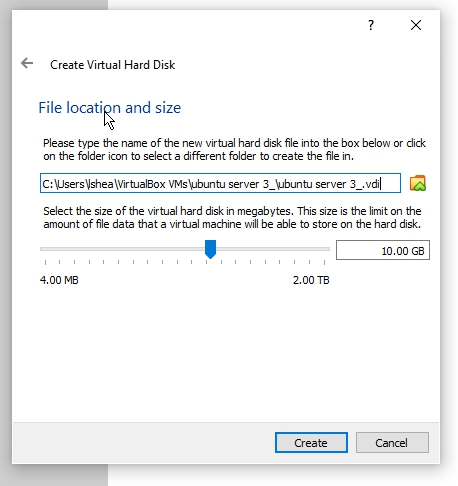 ?
Create Virtual Hard Disk
File location and size
Please type the name of the new virtual hard disk file into the box below or click
on the folder icon to select a different folder to create the file in.
C:\Users\lshea\VirtualBox VMs\ubuntu server 3_\ubuntu server 3_.vdi
Select the size of the virtual hard disk in megabytes. This size is the limit on the
amount of file data that a virtual machine will be able to store on the hard disk.
10.00 GB
4.00 MB 2.00 TB
Create Cancel